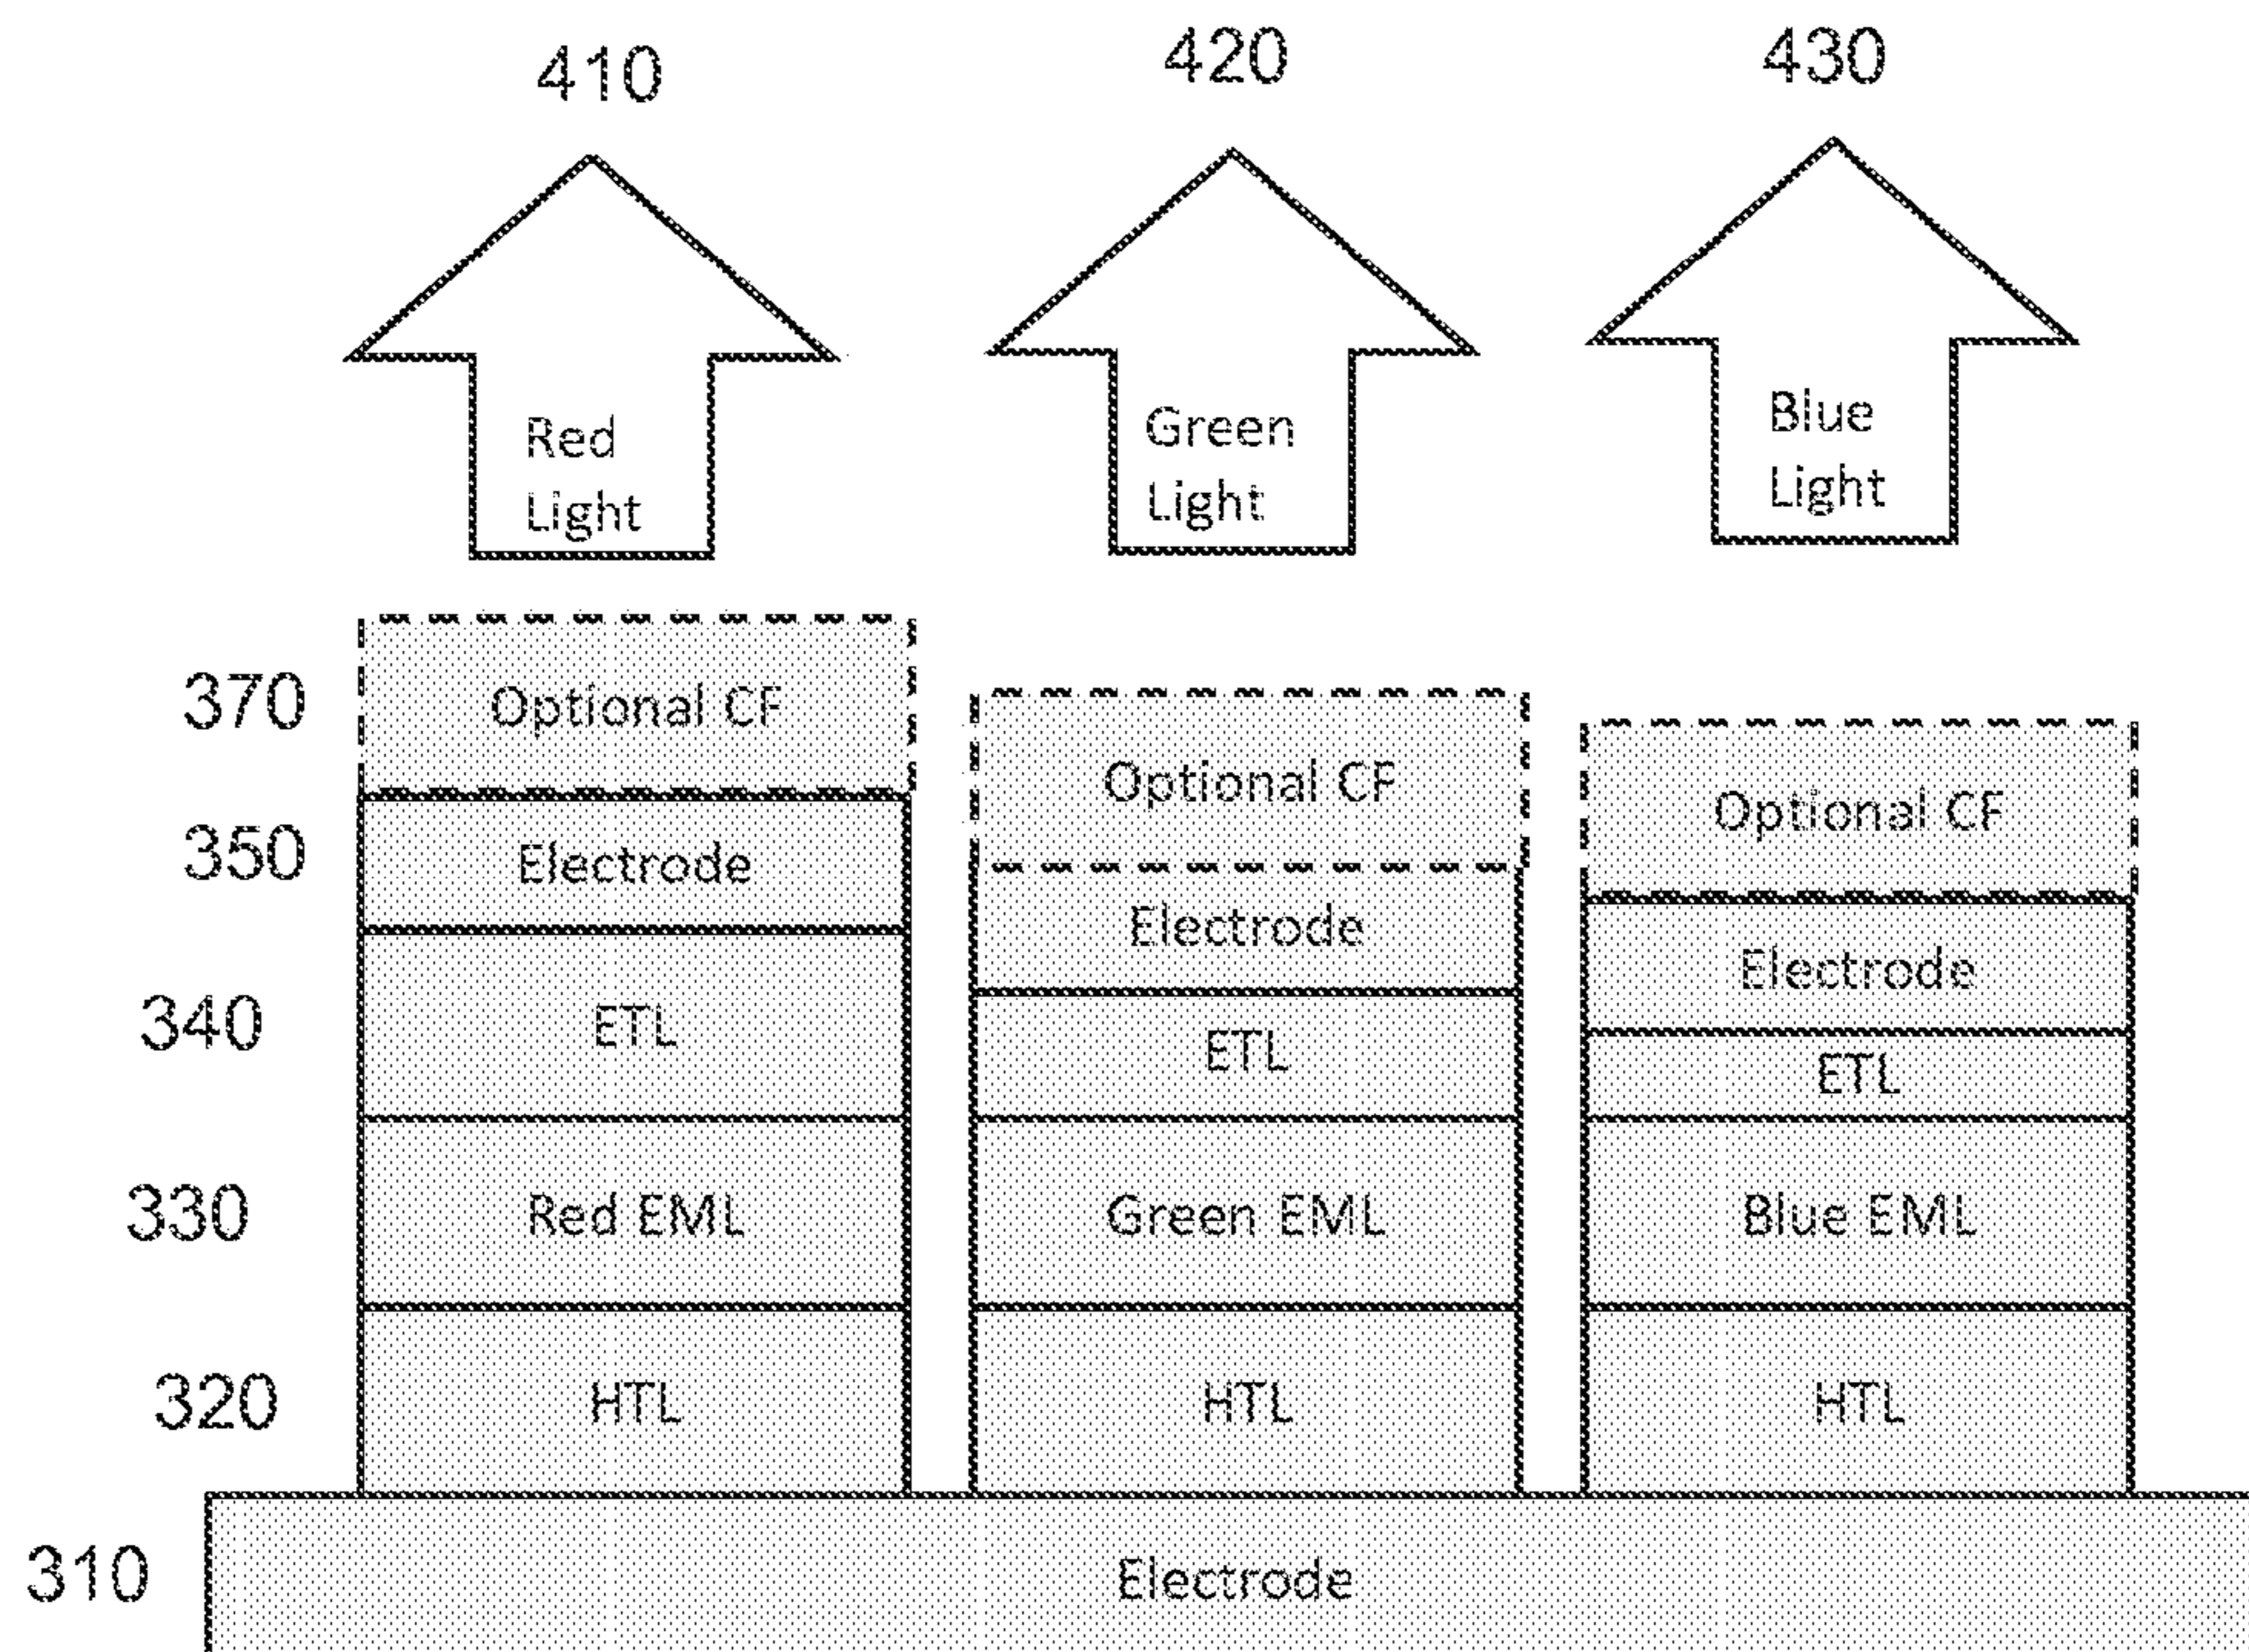 410 420 430
Red Light
Green Light
Blue Light
370 Optional CF Optional CF Optional CF
350 Electrode Electrode Electrode
340 ETL ETL ETL
330 Red EML Green EML Blue EML
320 HTL HTL HTL
310 Electrode